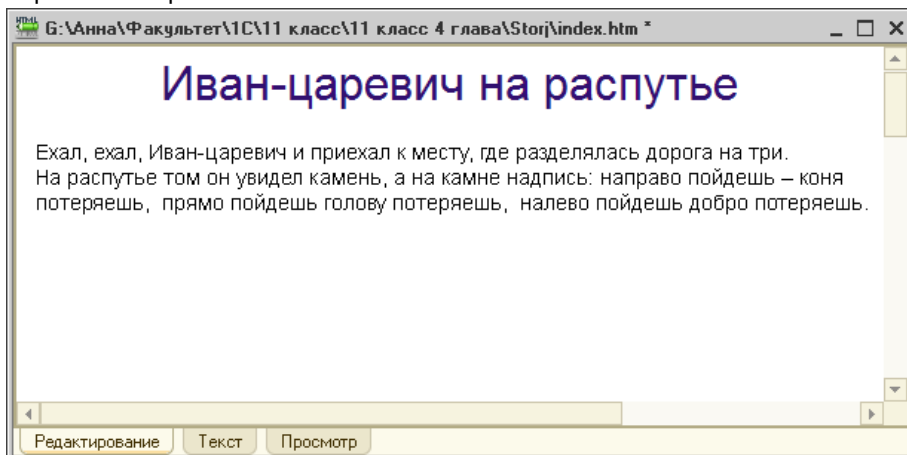 G:\Анна\Факультет\1С\11 класс\11 класс 4 глава\Storj\index.htm *
Иван-царевич на распутье
Ехал, ехал, Иван-царевич и приехал к месту, где разделялась дорога на три.
На распутье том он увидел камень, а на камне надпись: направо пойдешь – коня
потеряешь,  прямо пойдешь голову потеряешь,  налево пойдешь добро потеряешь.
Редактирование Текст Просмотр